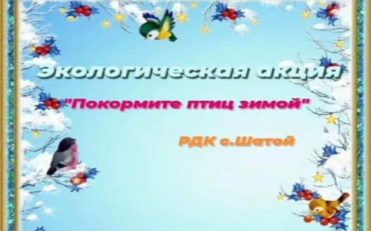 Экологическая акция
"Покормите птиц зимой"
РДК с.Шатой